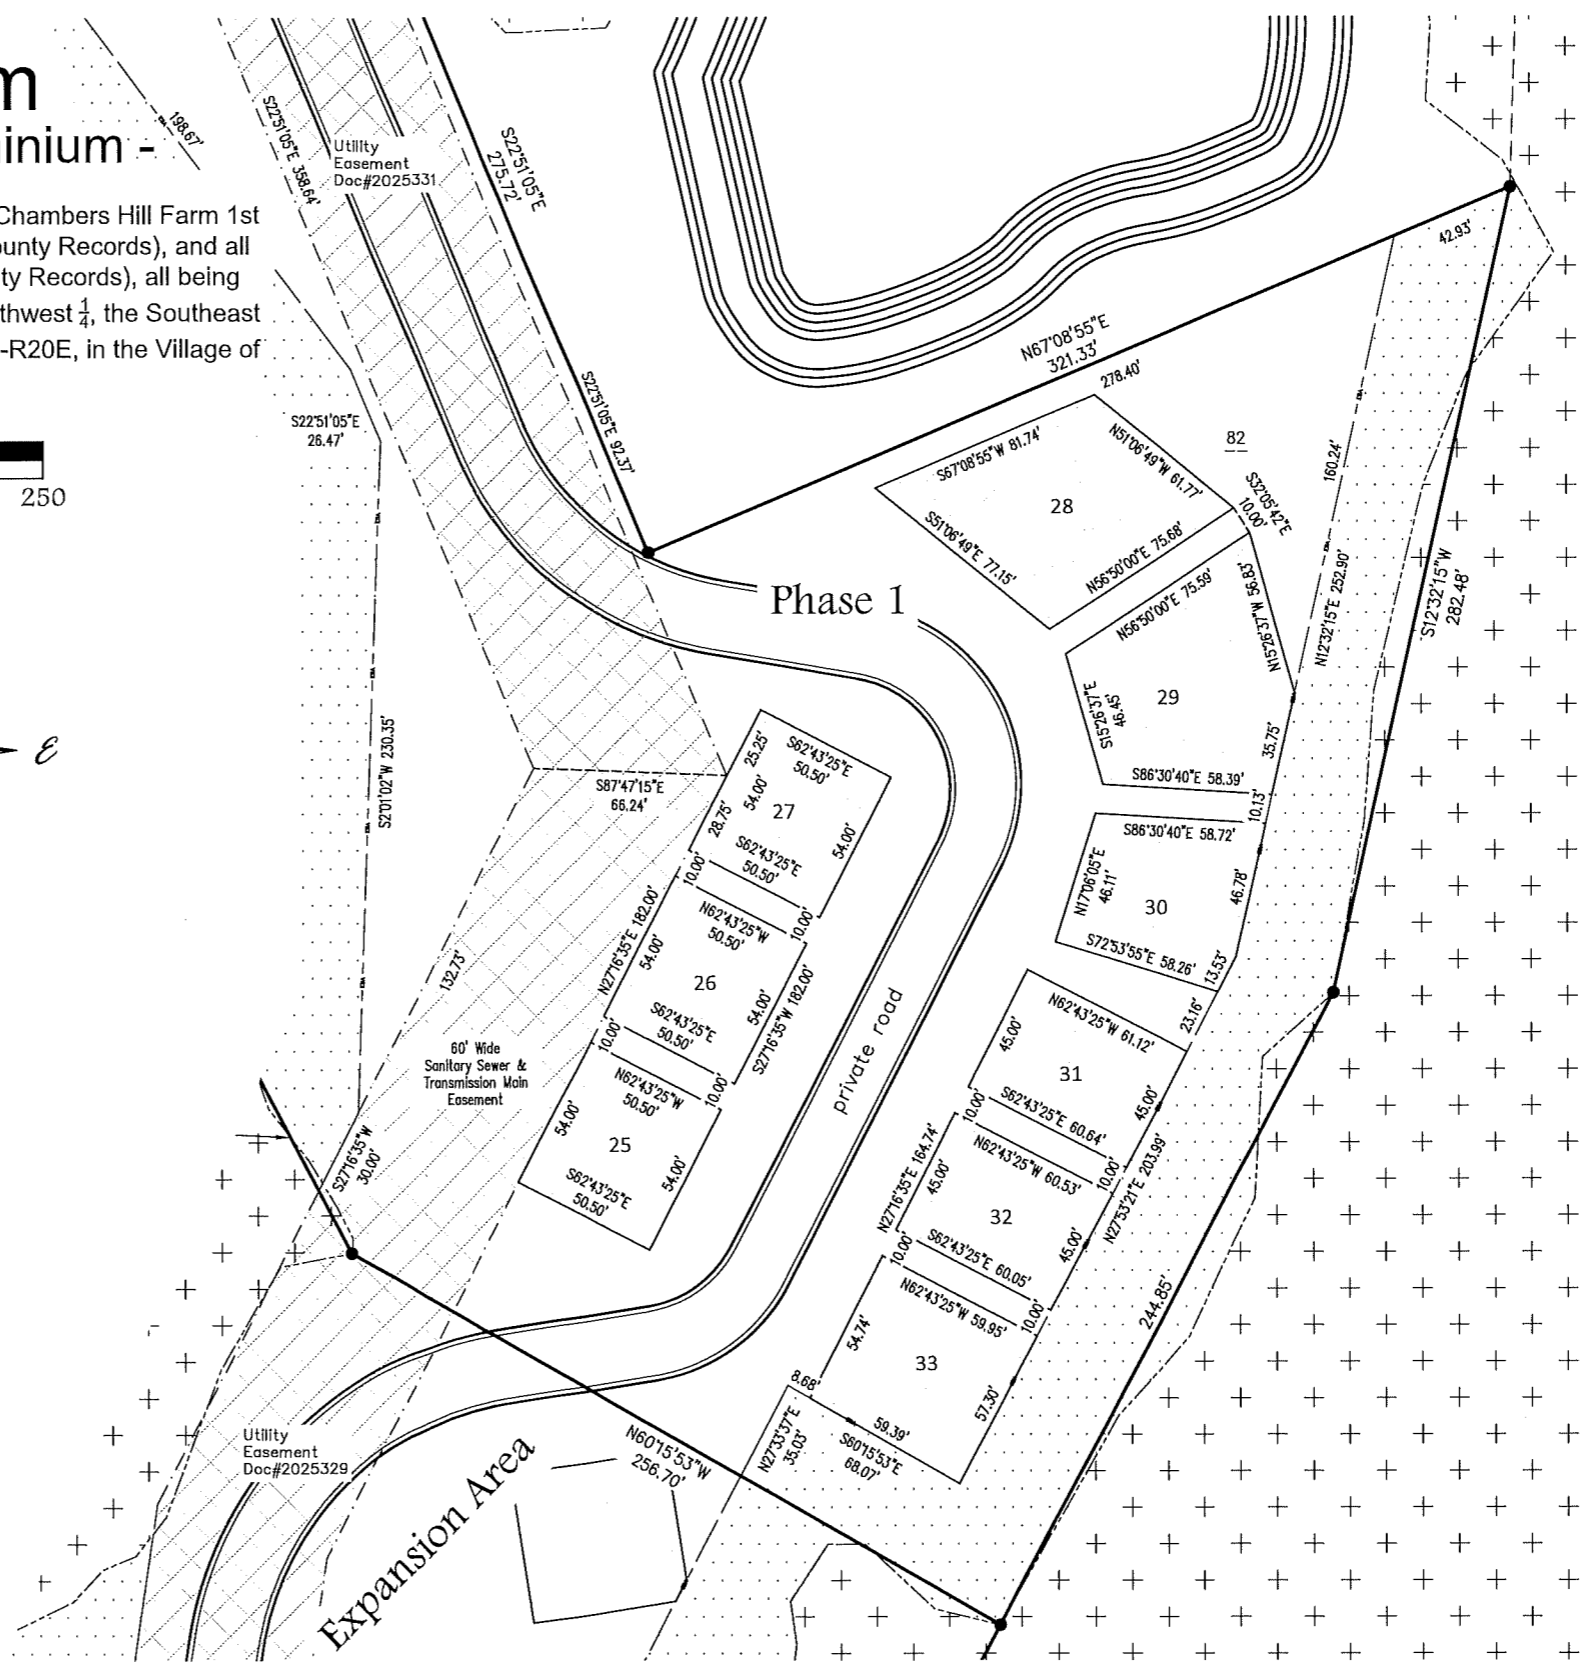 m
inium -
Chambers Hill Farm 1st
ounty Records), and all
ty Records), all being
thwest ¼, the Southeast
-R20E, in the Village of
250
ℰ
198.67'
S22°51'05"E 358.64'
Utility
Easement
Doc#2025331
S22°51'05"E
275.72'
S22°51'05"E
26.47'
S22°51'05"E 92.37'
N67°08'55"E
321.33'
278.40'
42.93'
S67°08'55"W 81.74'
N51°06'49"W 61.77'
28
S51°06'49"E 77.15'
N56°50'00"E 75.68'
82
S32°05'42"E
10.00'
160.24'
N12°32'15"E 252.90'
S12°32'15"W
282.48'
Phase 1
N56°50'00"E 75.59'
N15°26'37"W 56.83'
29
S15°26'37"E
46.45'
S86°30'40"E 58.39'
35.75'
10.13'
S2°01'02"W 230.35'
S87°47'15"E
66.24'
25.25'
S62°43'25"E
50.50'
54.00'
27
28.75'
54.00'
S62°43'25"E
50.50'
10.00'
S86°30'40"E 58.72'
N17°06'05"E
46.11'
30
46.78'
S72°53'55"E 58.26'
13.53'
N62°43'25"W
50.50'
10.00'
N27°16'35"E 182.00'
54.00'
26
54.00'
S27°16'35"W 182.00'
S62°43'25"E
50.50'
10.00'
132.73'
private road
N62°43'25"W 61.12'
23.16'
45.00'
31
S62°43'25"E 60.64'
45.00'
10.00'
60' Wide
Sanitary Sewer &
Transmission Main
Easement
N62°43'25"W
50.50'
10.00'
54.00'
25
54.00'
S62°43'25"E
50.50'
S27°16'35"W
30.00'
N62°43'25"W 60.53'
10.00'
N27°16'35"E 164.74'
45.00'
32
N27°53'21"E 203.99'
S62°43'25"E 60.05'
45.00'
10.00'
N62°43'25"W 59.95'
10.00'
54.74'
33
244.85'
8.68'
57.30'
59.39'
S60°15'53"E
68.07'
N27°33'37"E
35.03'
N60°15'53"W
256.70'
Utility
Easement
Doc#2025329
Expansion Area